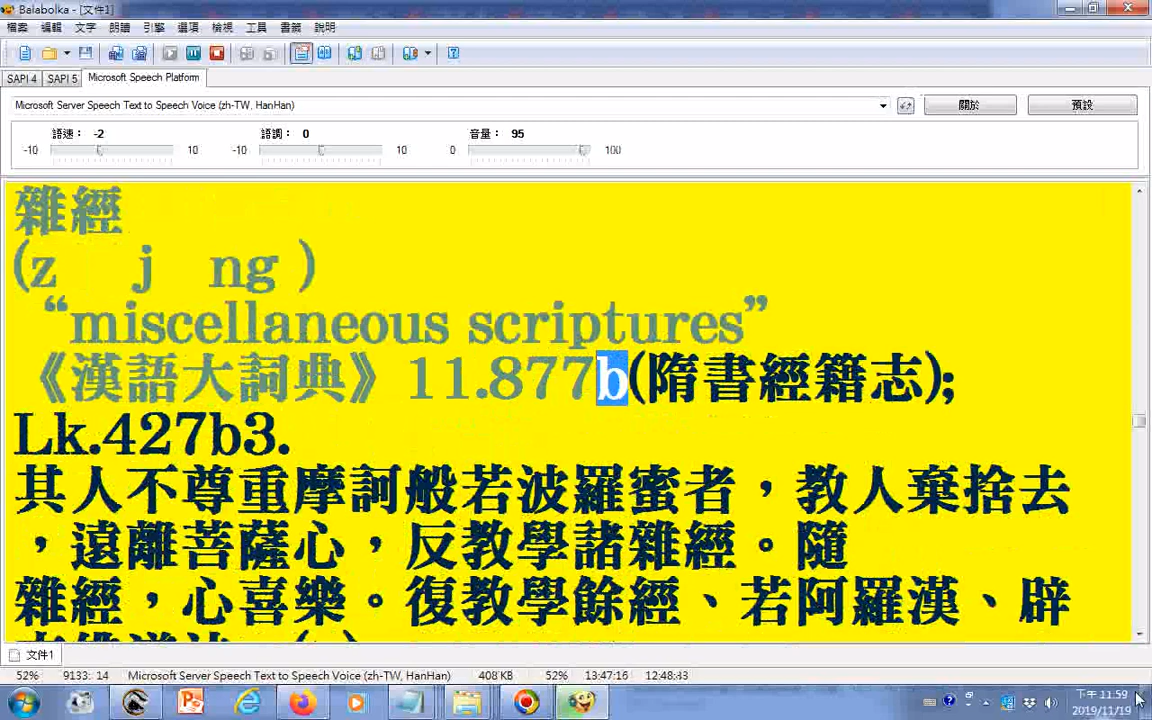 Balabolka - [文件1]
檔案 編輯 文字 朗讀 引擎 選項 檢視 工具 書籤 說明
SAPI 4 SAPI 5 Microsoft Speech Platform
Microsoft Server Speech Text to Speech Voice (zh-TW, HanHan) 關於 預設
語速： -2 語調： 0 音量： 95
-10 10 -10 10 0 100
雜經
(z j ng )
“miscellaneous scriptures”
《漢語大詞典》11.877b(隋書經籍志);
Lk.427b3.
其人不尊重摩訶般若波羅蜜者，教人棄捨去
，遠離菩薩心，反教學諸雜經。隨
雜經，心喜樂。復教學餘經、若阿羅漢、辟
文件1
52% 9133: 14 Microsoft Server Speech Text to Speech Voice (zh-TW, HanHan) 408 KB 52% 13:47:16 12:48:33
下午 11:59
2019/11/19